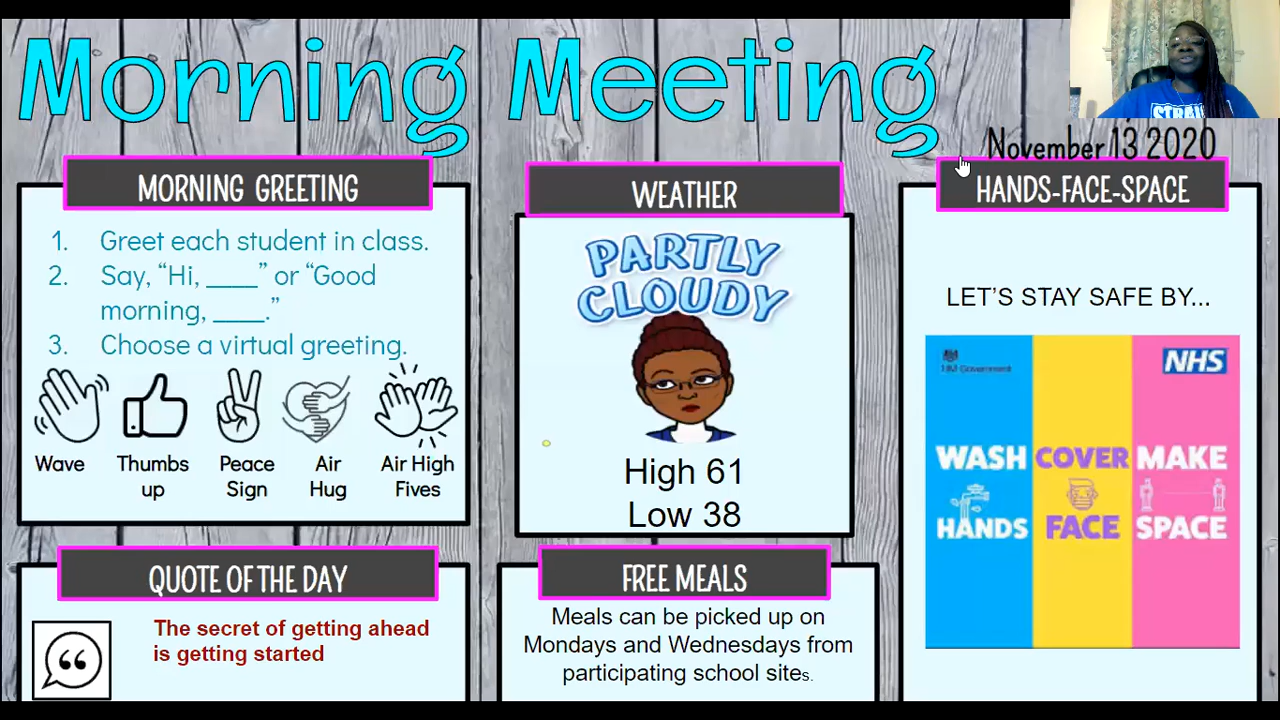 Morning Meeting
November 13 2020
MORNING GREETING
1. Greet each student in class.
2. Say, “Hi, ____” or “Good
morning, ____.”
3. Choose a virtual greeting.
Wave
Thumbs
up
Peace
Sign
Air
Hug
Air High
Fives
QUOTE OF THE DAY
The secret of getting ahead
is getting started
WEATHER
PARTLY
CLOUDY
High 61
Low 38
FREE MEALS
Meals can be picked up on
Mondays and Wednesdays from
participating school sites.
HANDS-FACE-SPACE
LET’S STAY SAFE BY...
HM Government
NHS
WASH
HANDS
COVER
FACE
MAKE
SPACE